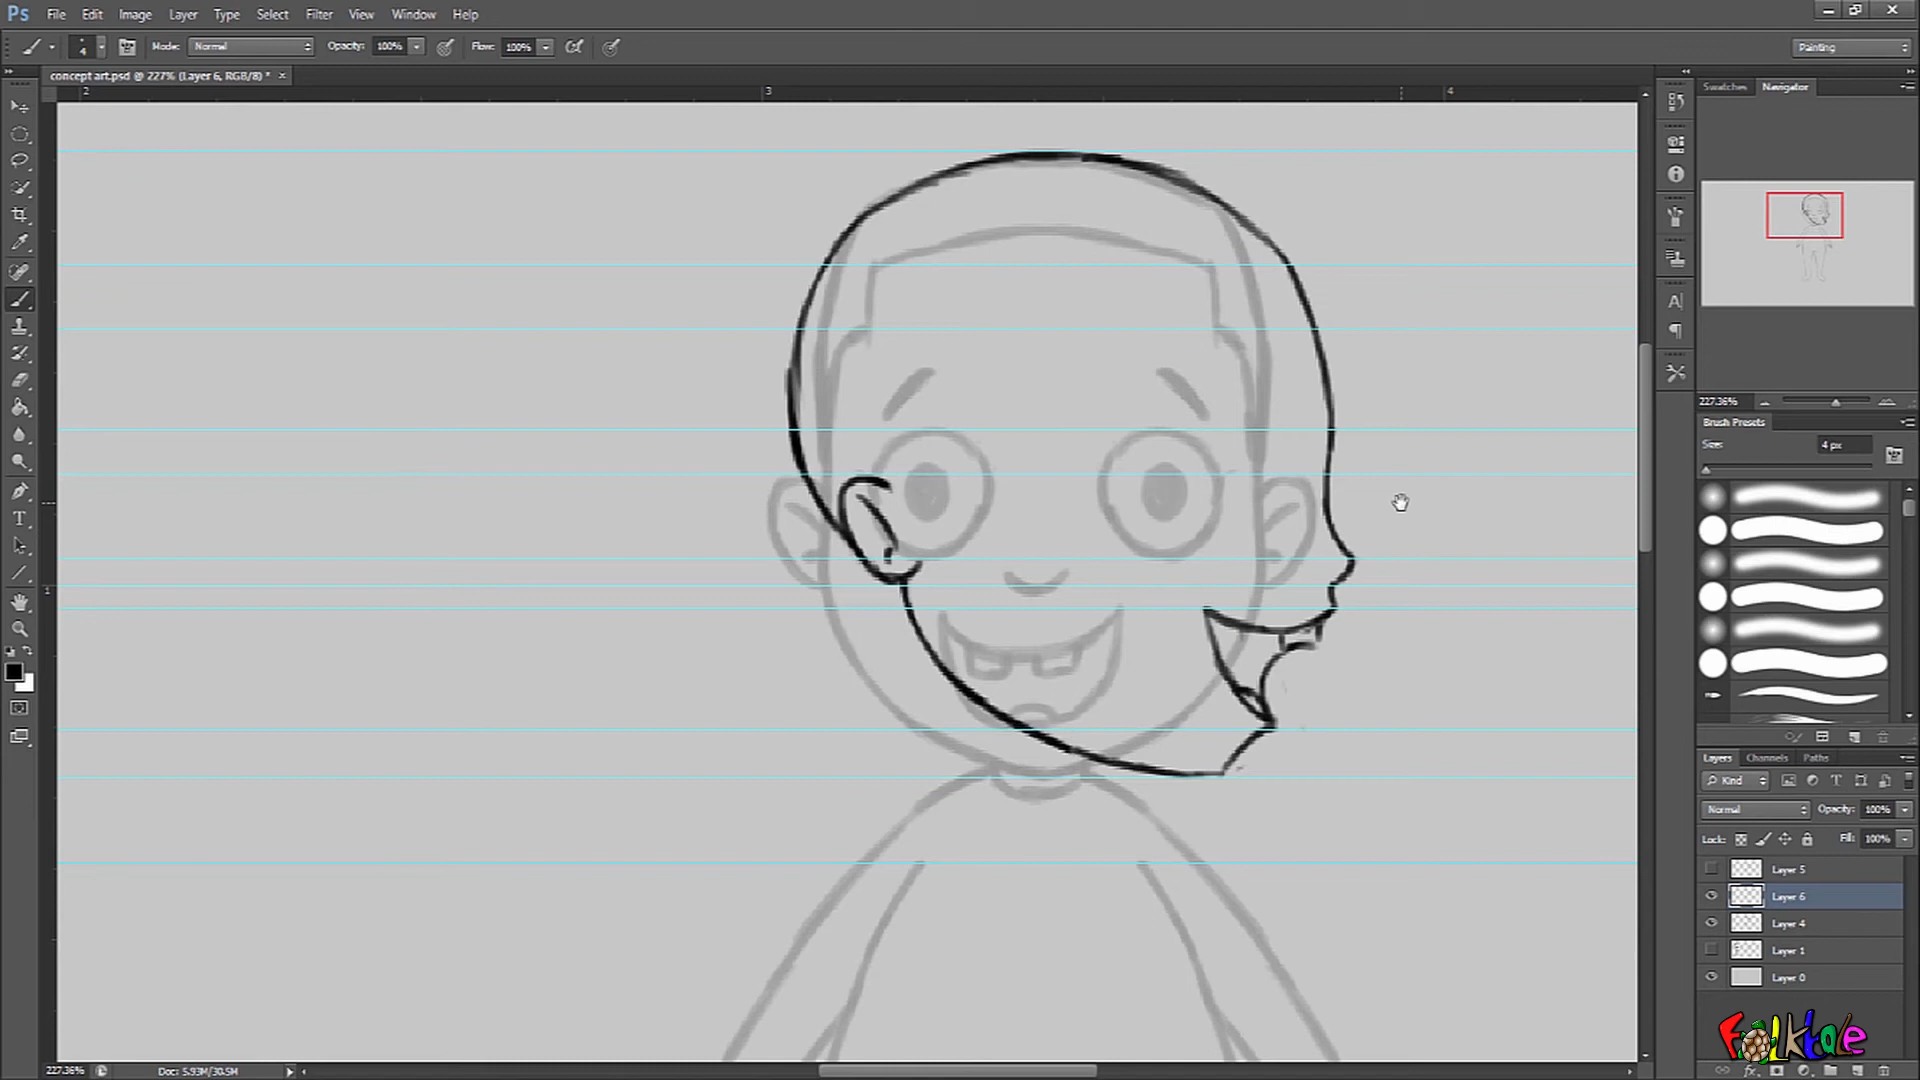 Ps File Edit Image Layer Type Select Filter View Window Help
4 Mode: Normal Opacity: 100% Flow: 100% Painting
concept art.psd @ 227% (Layer 6, RGB/8) * ×
2 3 4
1
Swatches Navigator
227.36%
Brush Presets
Size: 4 px
Layers Channels Paths
Kind
Normal Opacity: 100%
Lock: Fill: 100%
Layer 5
Layer 6
Layer 4
Layer 1
Layer 0
Folktale
227.36% Doc: 5.93M/30.5M